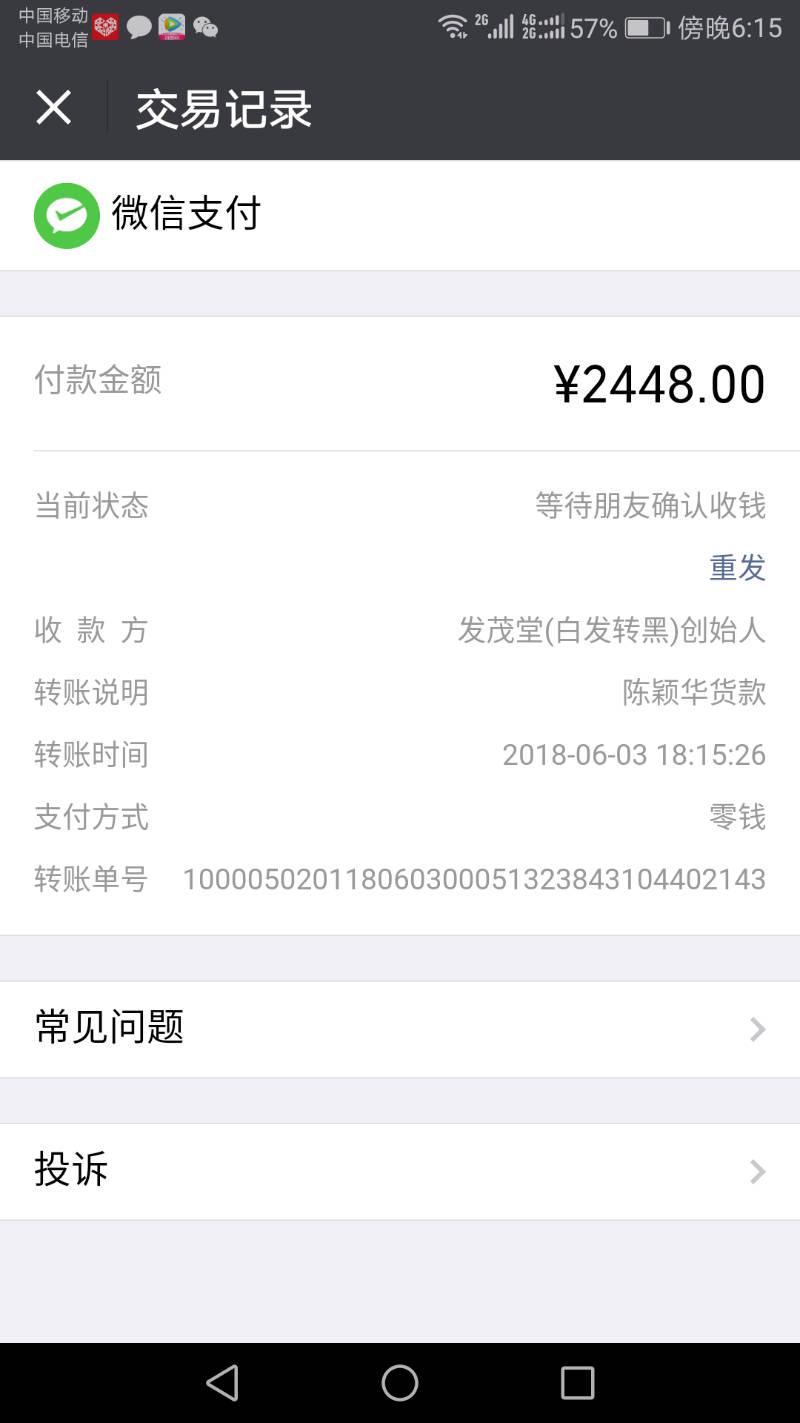 中国移动
中国电信
2G 4G 2G 57% 傍晚6:15
交易记录
微信支付
付款金额 ¥2448.00
当前状态 等待朋友确认收钱
重发
收款方 发茂堂(白发转黑)创始人
转账说明 陈颖华货款
转账时间 2018-06-03 18:15:26
支付方式 零钱
转账单号 100005020118060300051323843104402143
常见问题
投诉